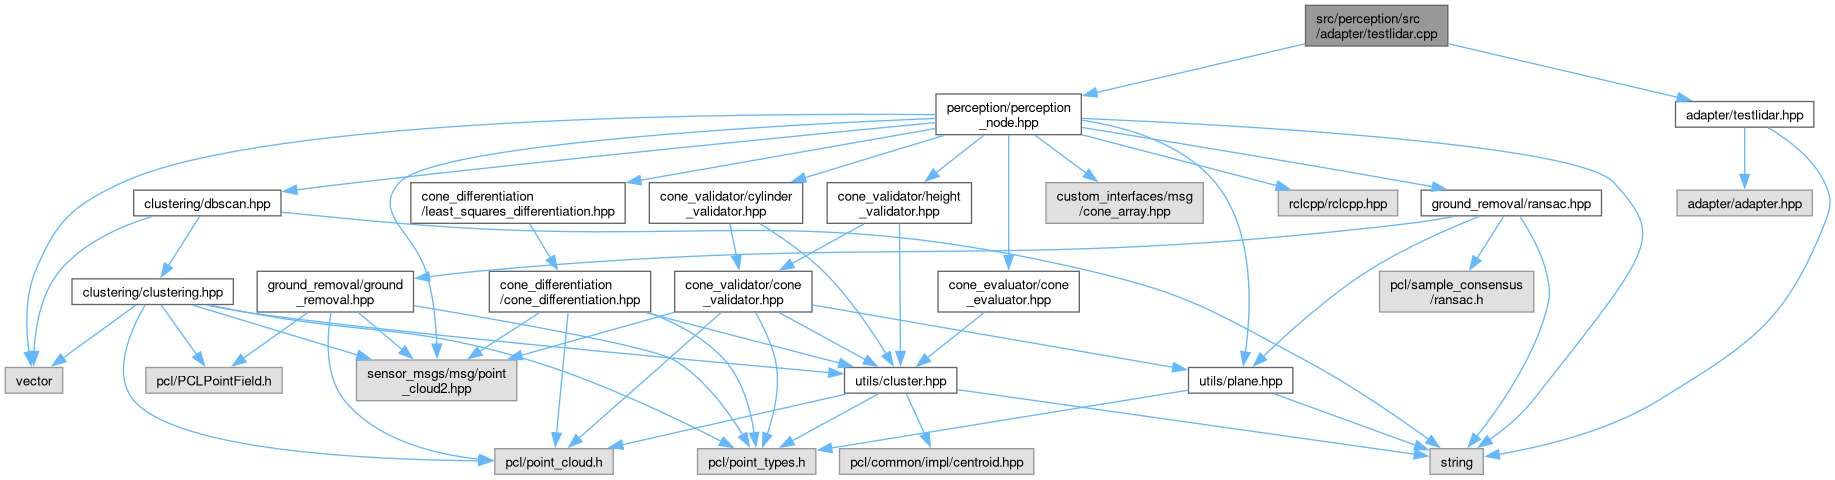 src/perception/src
/adapter/testlidar.cpp
perception/perception
_node.hpp
adapter/testlidar.hpp
clustering/dbscan.hpp
cone_differentiation
/least_squares_differentiation.hpp
cone_validator/cylinder
_validator.hpp
cone_validator/height
_validator.hpp
custom_interfaces/msg
/cone_array.hpp
rclcpp/rclcpp.hpp
ground_removal/ransac.hpp
adapter/adapter.hpp
clustering/clustering.hpp
ground_removal/ground
_removal.hpp
cone_differentiation
/cone_differentiation.hpp
cone_validator/cone
_validator.hpp
cone_evaluator/cone
_evaluator.hpp
pcl/sample_consensus
/ransac.h
vector
pcl/PCLPointField.h
sensor_msgs/msg/point
_cloud2.hpp
utils/cluster.hpp
utils/plane.hpp
pcl/point_cloud.h
pcl/point_types.h
pcl/common/impl/centroid.hpp
string